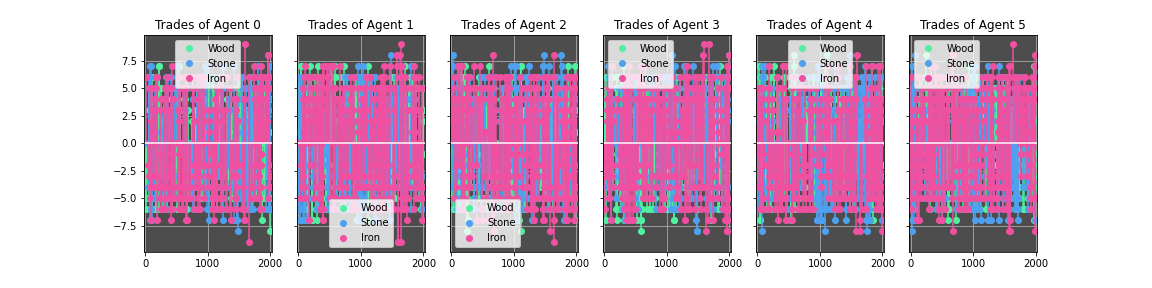 Trades of Agent 0 Trades of Agent 1 Trades of Agent 2 Trades of Agent 3 Trades of Agent 4 Trades of Agent 5
Wood Wood Wood Wood
Stone Stone Stone Stone
Iron Iron Iron Iron
7.5
5.0
2.5
0.0
−2.5
−5.0
Wood Wood
Stone Stone
Iron Iron
−7.5
0 1000 2000 0 1000 2000 0 1000 2000 0 1000 2000 0 1000 2000 0 1000 2000